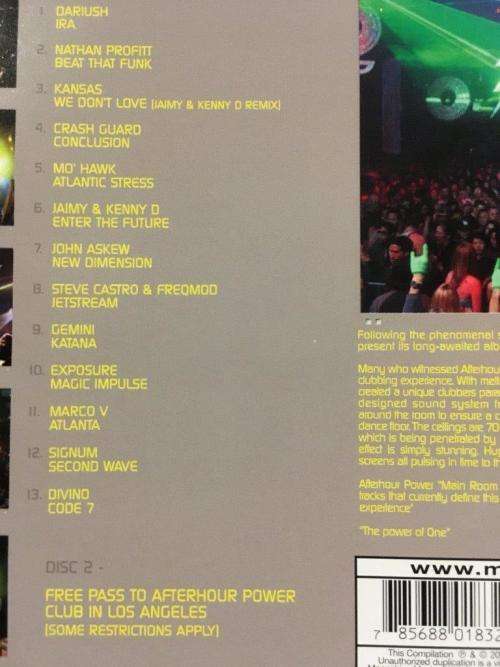 1. DARIUSH
IRA
2. NATHAN PROFITT
BEAT THAT FUNK
3. KANSAS
WE DON'T LOVE (JAIMY & KENNY D REMIX)
4. CRASH GUARD
CONCLUSION
5. MO' HAWK
ATLANTIC STRESS
6. JAIMY & KENNY D
ENTER THE FUTURE
7. JOHN ASKEW
NEW DIMENSION
8. STEVE CASTRO & FREQMOD
JETSTREAM
9. GEMINI
KATANA
10. EXPOSURE
MAGIC IMPULSE
11. MARCO V
ATLANTA
12. SIGNUM
SECOND WAVE
13. DIVINO
CODE 7
DISC 2 -
FREE PASS TO AFTERHOUR POWER
CLUB IN LOS ANGELES
(SOME RESTRICTIONS APPLY)
Following the phenomenal s
present its long-awaited alb
Many who witnessed Afterhou
clubbing experience. With met
created a unique clubbers para
designed sound system fr
around the room to ensure a c
dance floor. The ceilings are 70
which is being penetrated by
effect is simply stunning. Hu
screens all pulsing in time to th
Afterhour Power "Main Room
tracks that currently define this
experience"
"The power of One"
www.m
7 85688 01832
This Compilation ℗ & © 20
Unauthorized duplication is a